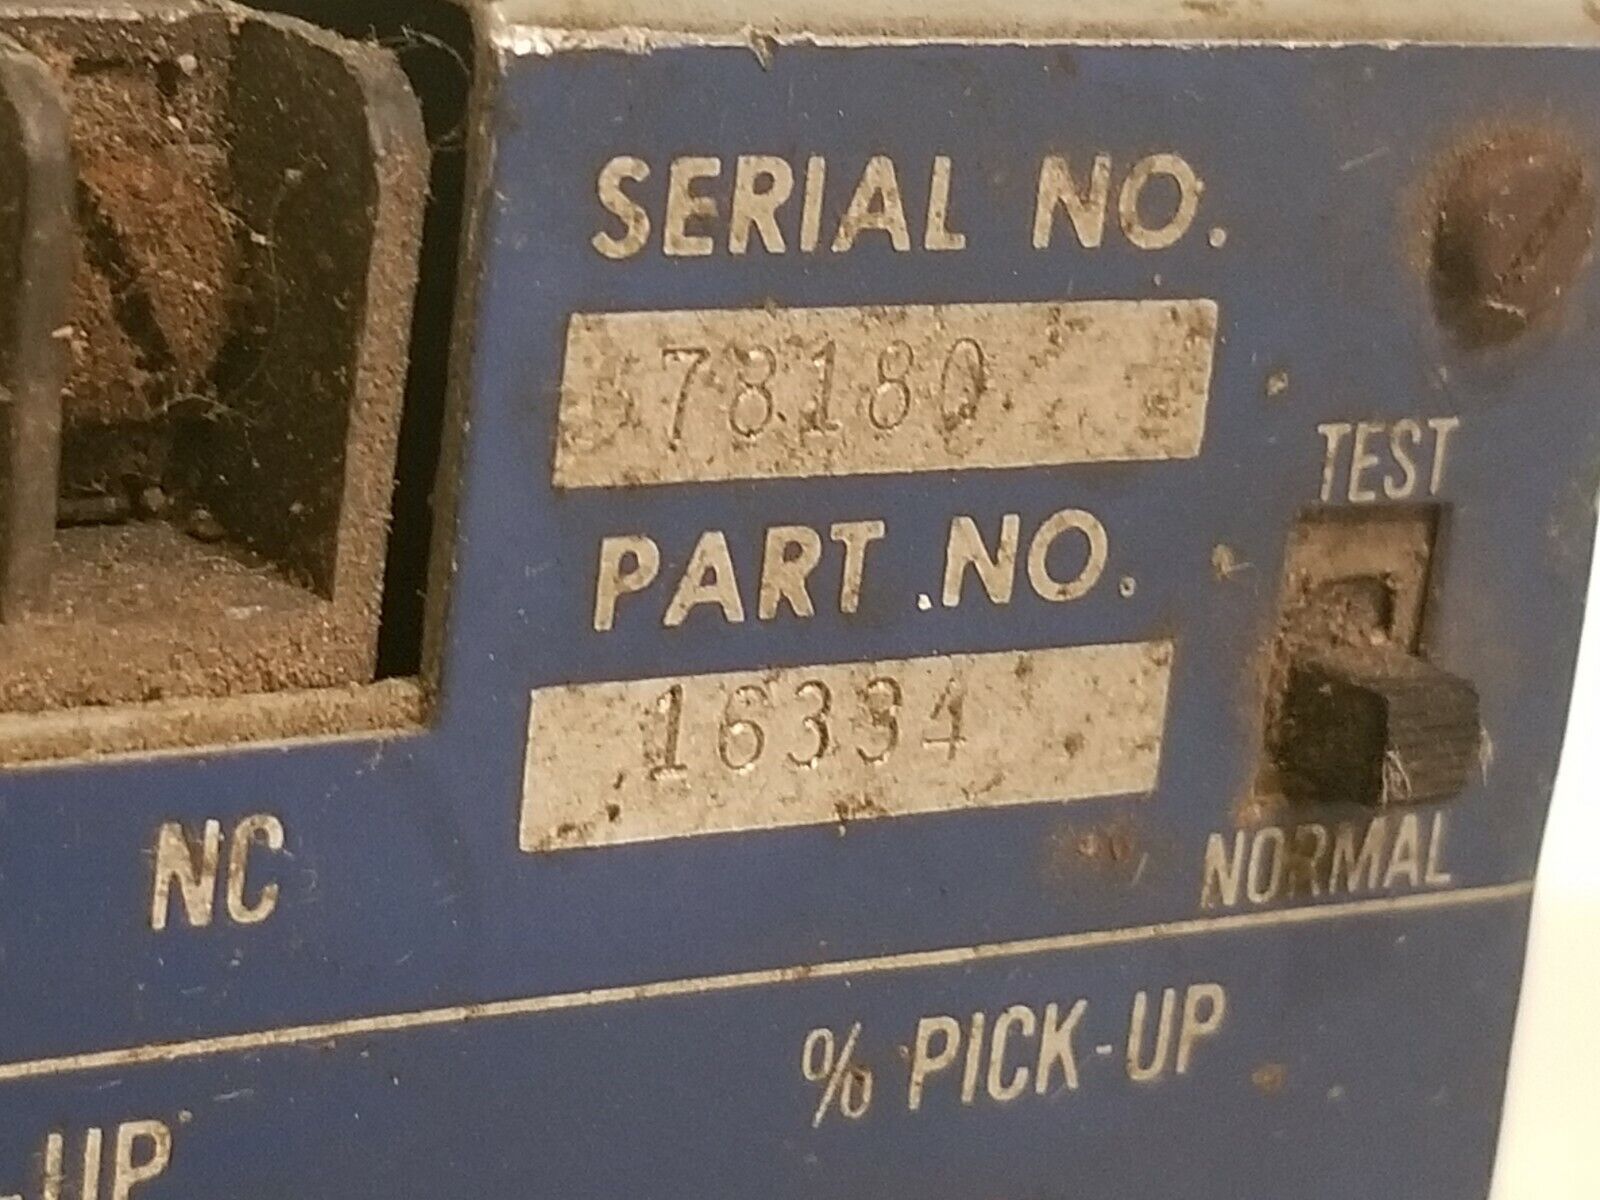 SERIAL NO.
78180
TEST
PART NO.
16334
NORMAL
NC
% PICK-UP
-UP